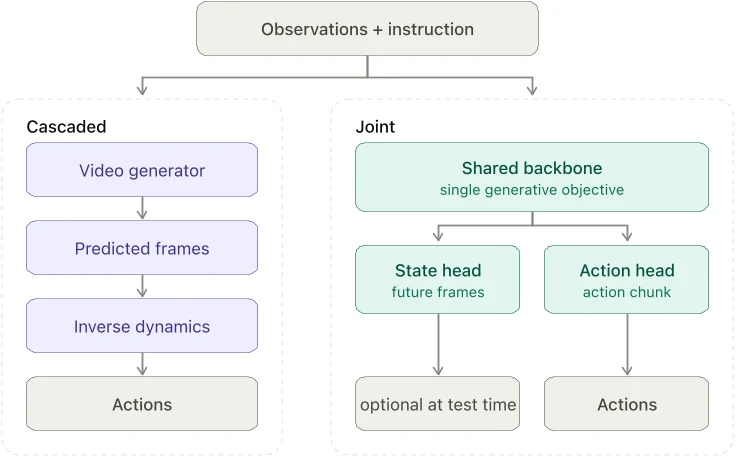 Observations + instruction
Cascaded
Video generator
Predicted frames
Inverse dynamics
Actions
Joint
Shared backbone
single generative objective
State head
future frames
Action head
action chunk
optional at test time
Actions